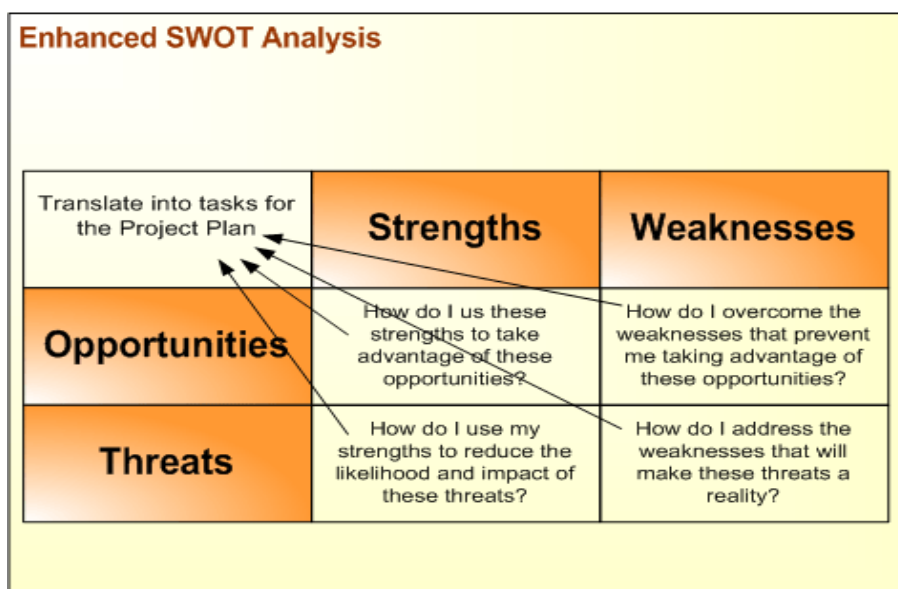 Enhanced SWOT Analysis
Translate into tasks for
the Project Plan
Strengths
Weaknesses
Opportunities
How do I us these
strengths to take
advantage of these
opportunities?
How do I overcome the
weaknesses that prevent
me taking advantage of
these opportunities?
Threats
How do I use my
strengths to reduce the
likelihood and impact of
these threats?
How do I address the
weaknesses that will
make these threats a
reality?